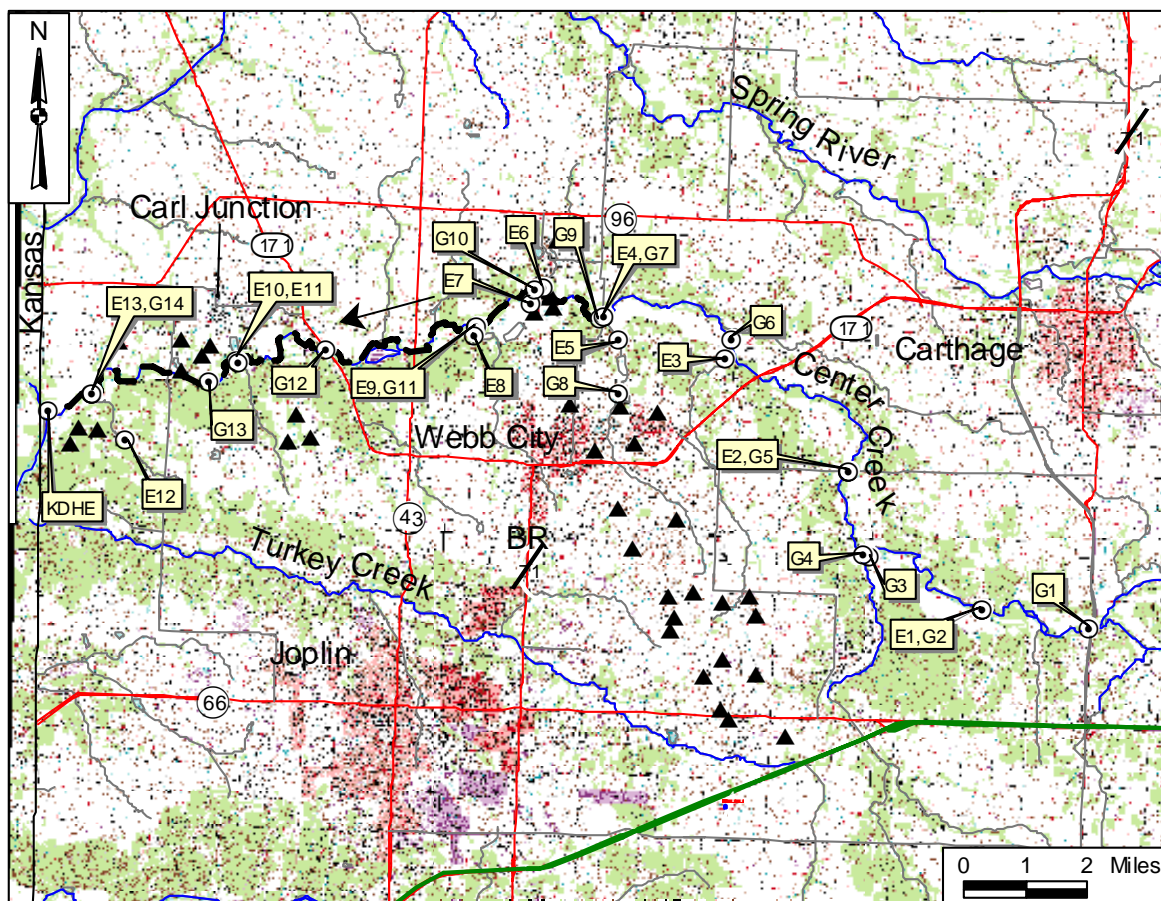 N
Spring River
1
Carl Junction
171
96
G10
E6
G9
E4, G7
E7
Kansas
E13, G14
E10, E11
G6
171
Carthage
E5
E3
Center Creek
G12
E9, G11
E8
G8
G13
Webb City
E2, G5
KDHE
E12
43
T
BR
1
Turkey Creek
G4
G3
G1
E1, G2
Joplin
66
0 1 2 Miles